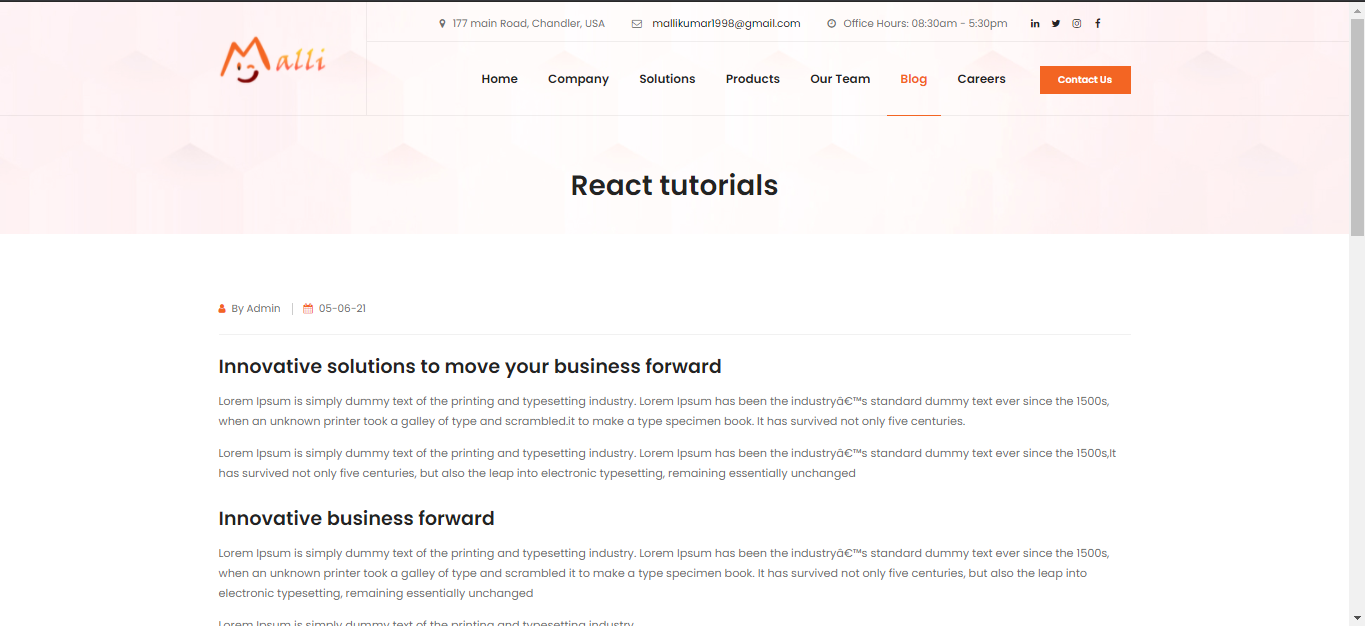 177 main Road, Chandler, USA mallikumar1998@gmail.com Office Hours: 08:30am - 5:30pm
Malli
Home Company Solutions Products Our Team Blog Careers Contact Us
React tutorials
By Admin 05-06-21
Innovative solutions to move your business forward
Lorem Ipsum is simply dummy text of the printing and typesetting industry. Lorem Ipsum has been the industryâ€™s standard dummy text ever since the 1500s,
when an unknown printer took a galley of type and scrambled.it to make a type specimen book. It has survived not only five centuries.
Lorem Ipsum is simply dummy text of the printing and typesetting industry. Lorem Ipsum has been the industryâ€™s standard dummy text ever since the 1500s,It
has survived not only five centuries, but also the leap into electronic typesetting, remaining essentially unchanged
Innovative business forward
Lorem Ipsum is simply dummy text of the printing and typesetting industry. Lorem Ipsum has been the industryâ€™s standard dummy text ever since the 1500s,
when an unknown printer took a galley of type and scrambled it to make a type specimen book. It has survived not only five centuries, but also the leap into
electronic typesetting, remaining essentially unchanged
Lorem Ipsum is simply dummy text of the printing and typesetting industry.